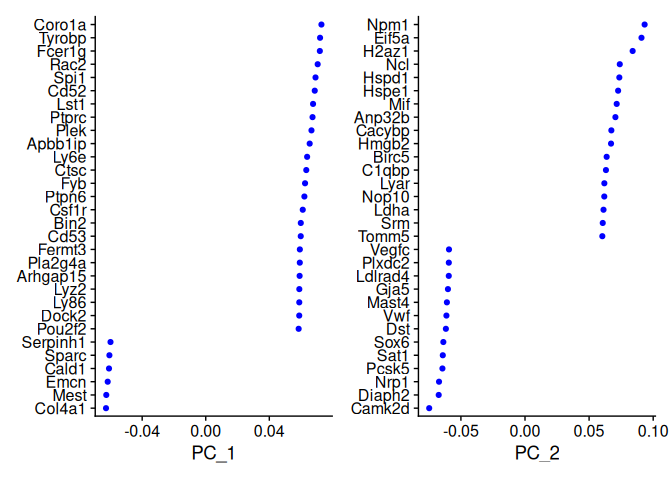 Coro1a
Tyrobp
Fcer1g
Rac2
Spi1
Cd52
Lst1
Ptprc
Plek
Apbb1ip
Ly6e
Ctsc
Fyb
Ptpn6
Csf1r
Bin2
Cd53
Fermt3
Pla2g4a
Arhgap15
Lyz2
Ly86
Dock2
Pou2f2
Serpinh1
Sparc
Cald1
Emcn
Mest
Col4a1
-0.04 0.00 0.04
PC_1
Npm1
Eif5a
H2az1
Ncl
Hspd1
Hspe1
Mif
Anp32b
Cacybp
Hmgb2
Birc5
C1qbp
Lyar
Nop10
Ldha
Srm
Tomm5
Vegfc
Plxdc2
Ldlrad4
Gja5
Mast4
Vwf
Dst
Sox6
Sat1
Pcsk5
Nrp1
Diaph2
Camk2d
-0.05 0.00 0.05 0.10
PC_2